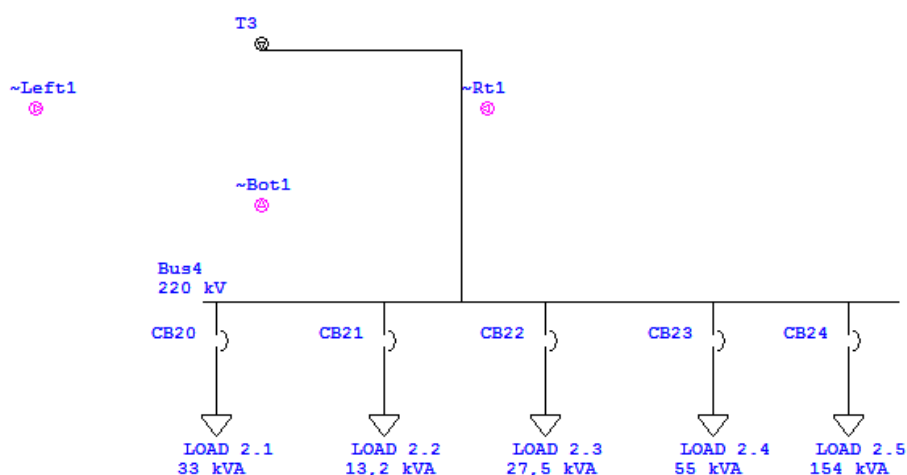 T3
~Left1
~Rt1
~Bot1
Bus4
220 kV
CB20 CB21 CB22 CB23 CB24
LOAD 2.1 LOAD 2.2 LOAD 2.3 LOAD 2.4 LOAD 2.5
33 kVA 13,2 kVA 27,5 kVA 55 kVA 154 kVA